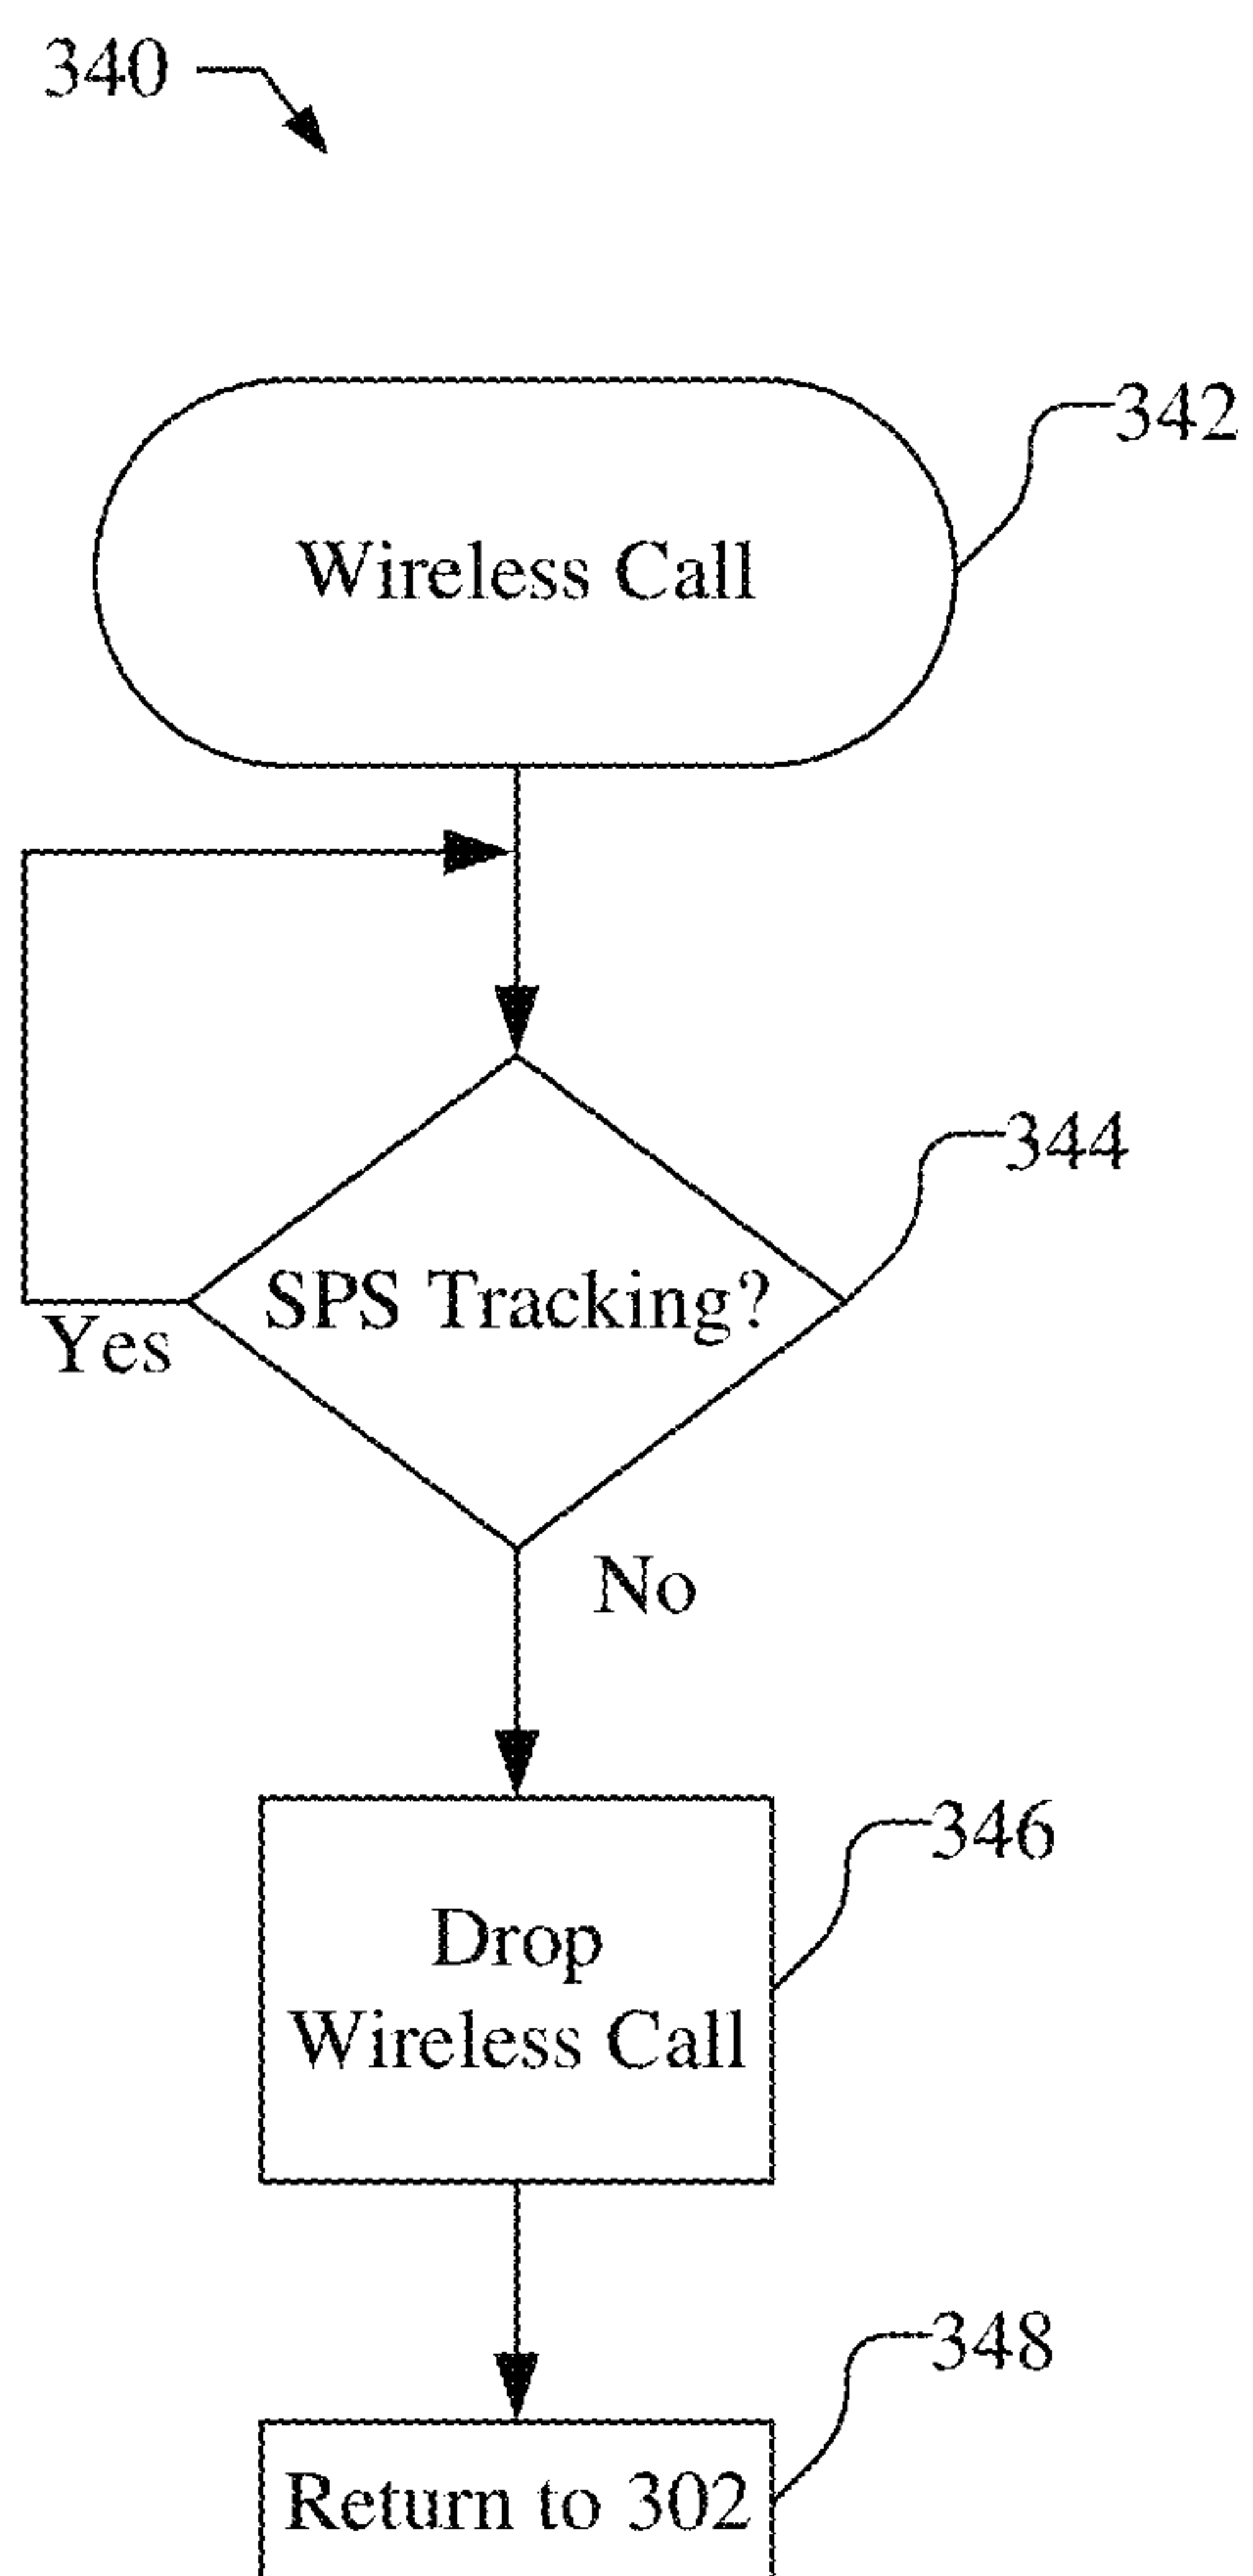 340
342
Wireless Call
344
SPS Tracking?
Yes
No
346
Drop
Wireless Call
348
Return to 302